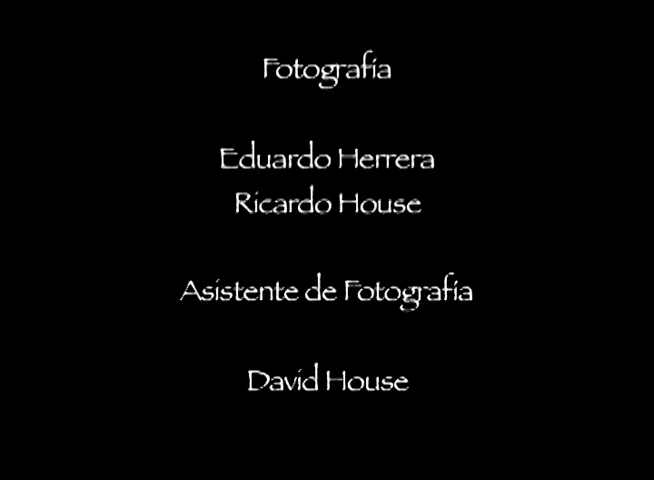 Fotografía
Eduardo Herrera
Ricardo House
Asistente de Fotografía
David House